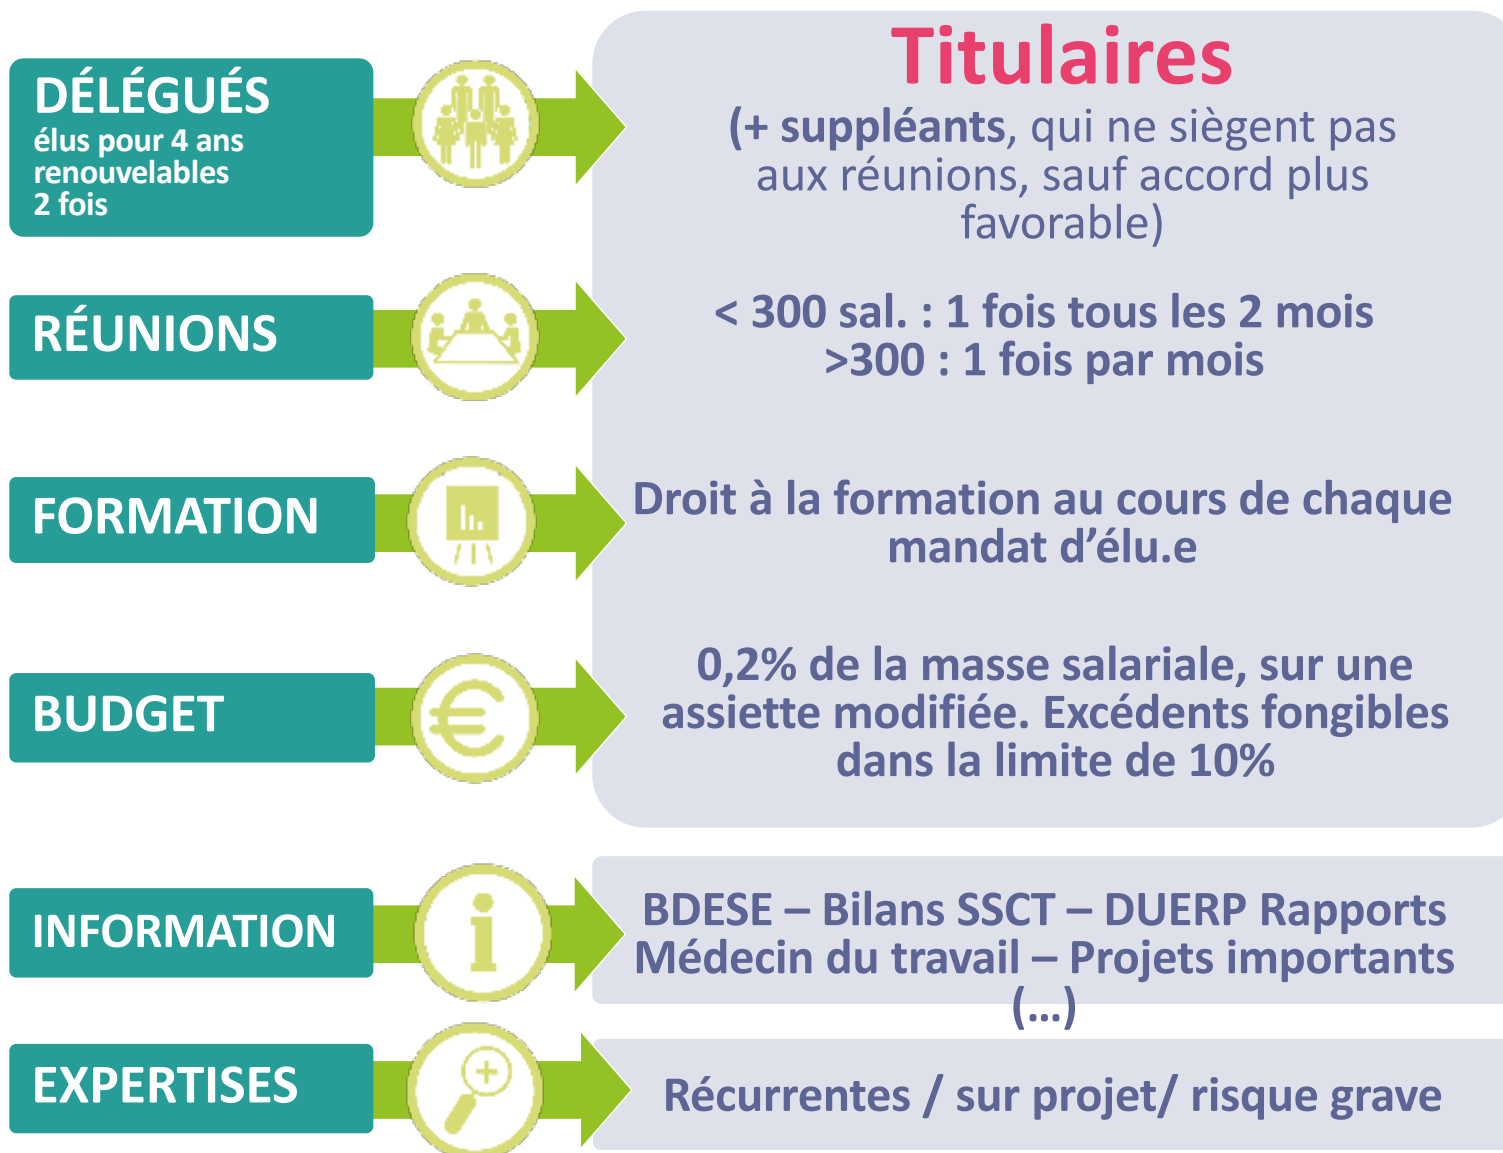 DÉLÉGUÉS
élus pour 4 ans
renouvelables
2 fois
Titulaires
(+ suppléants, qui ne siègent pas
aux réunions, sauf accord plus
favorable)
RÉUNIONS
< 300 sal. : 1 fois tous les 2 mois
>300 : 1 fois par mois
FORMATION
Droit à la formation au cours de chaque
mandat d’élu.e
BUDGET
0,2% de la masse salariale, sur une
assiette modifiée. Excédents fongibles
dans la limite de 10%
INFORMATION
BDESE – Bilans SSCT – DUERP Rapports
Médecin du travail – Projets importants
(…)
EXPERTISES
Récurrentes / sur projet/ risque grave